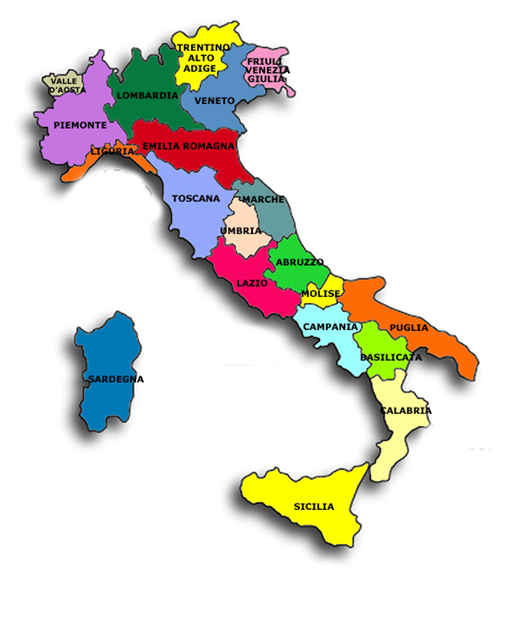 TRENTINO
ALTO
ADIGE
FRIULI
VENEZIA
GIULIA
VALLE
D'AOSTA
LOMBARDIA
VENETO
PIEMONTE
EMILIA ROMAGNA
LIGURIA
TOSCANA
MARCHE
UMBRIA
ABRUZZO
LAZIO
MOLISE
CAMPANIA
PUGLIA
BASILICATA
SARDEGNA
CALABRIA
SICILIA